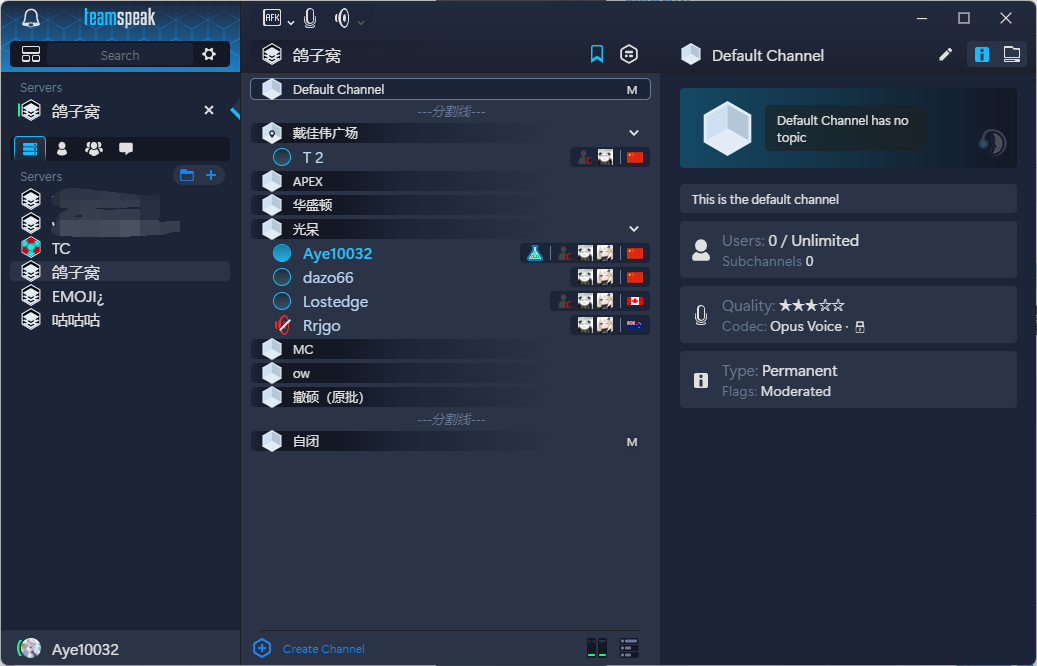 teamspeak
Search
Servers
鸽子窝
Servers
TC
鸽子窝
EMOJI¿
咕咕咕
Aye10032
AFK
鸽子窝
Default Channel M
---分割线---
戴佳伟广场
T 2
APEX
华盛顿
光杲
Aye10032
dazo66
Lostedge
Rrjgo
MC
ow
撤硕（原批）
---分割线---
自闭 M
Create Channel
Default Channel
Default Channel has no
topic
This is the default channel
Users: 0 / Unlimited
Subchannels 0
Quality: ★★★☆☆
Codec: Opus Voice ·
Type: Permanent
Flags: Moderated